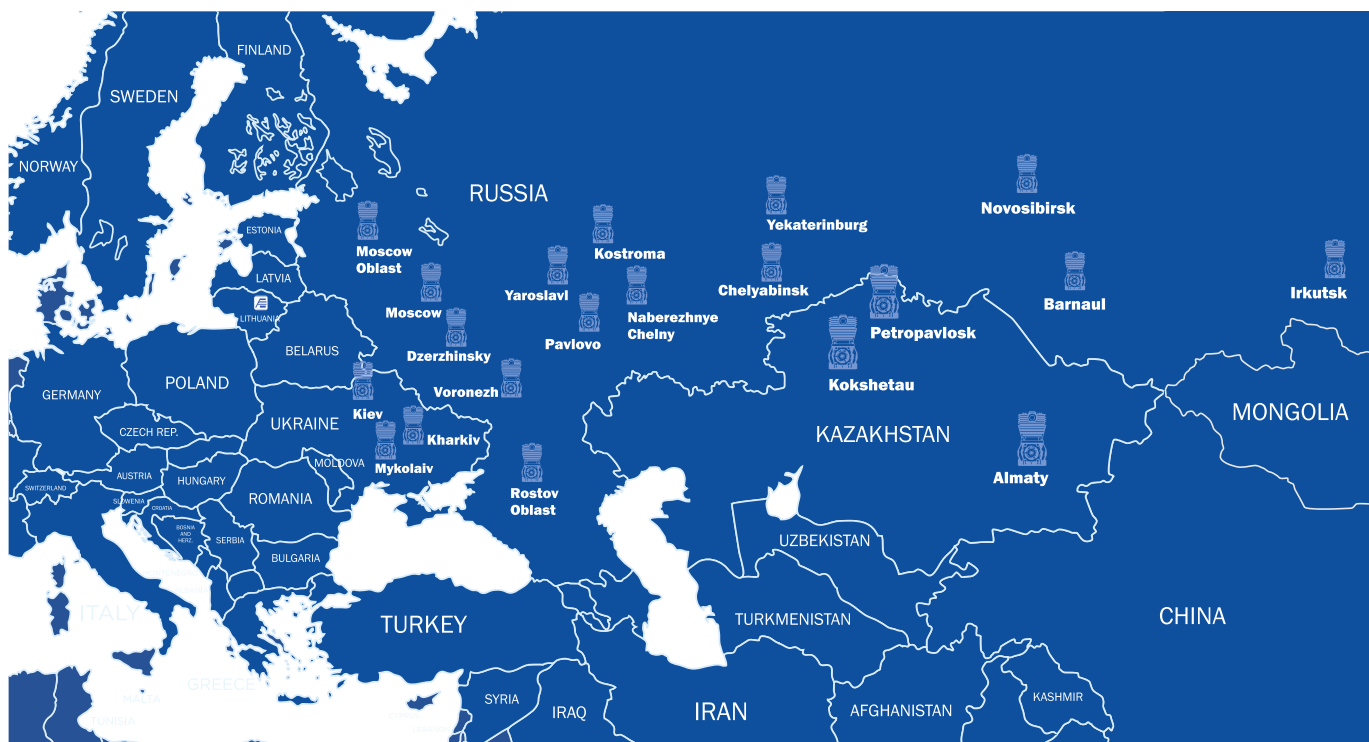 FINLAND
SWEDEN
NORWAY
RUSSIA
Novosibirsk
Yekaterinburg
ESTONIA
Moscow
Oblast
Kostroma
LATVIA
Yaroslavl
Chelyabinsk
Irkutsk
Barnaul
Moscow
LITHUANIA
Naberezhnye
Chelny
Petropavlosk
Pavlovo
BELARUS
Dzerzhinsky
POLAND
Kokshetau
GERMANY
Voronezh
Kiev
MONGOLIA
UKRAINE
CZECH REP.
Kharkiv
KAZAKHSTAN
MOLDOVA
Mykolaiv
AUSTRIA
HUNGARY
Almaty
SWITZERLAND
ROMANIA
Rostov
Oblast
SLOVENIA
CROATIA
BOSNIA
AND
HERZ.
SERBIA
UZBEKISTAN
BULGARIA
ITALY
TURKEY
TURKMENISTAN
CHINA
GREECE
MALTA
SYRIA
KASHMIR
IRAQ
IRAN
AFGHANISTAN
TUNISIA